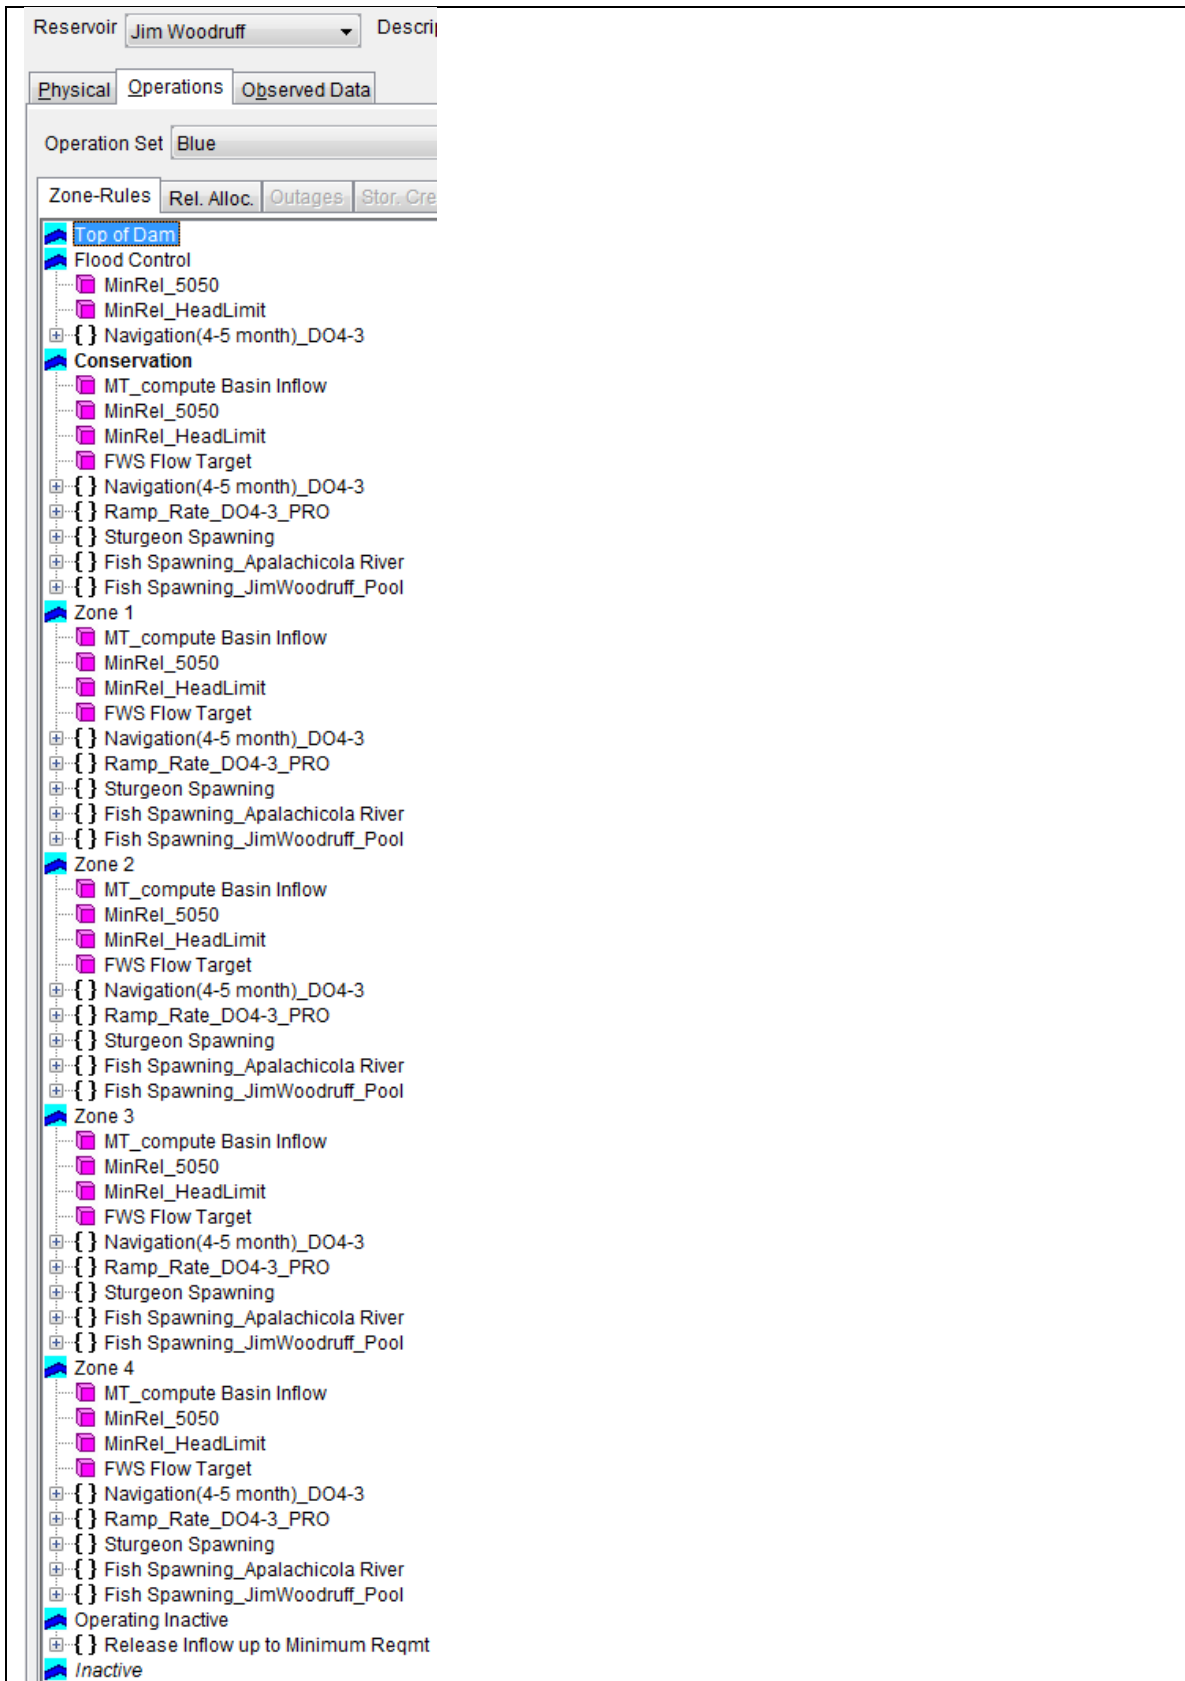 Reservoir Jim Woodruff Descrip
Physical Operations Observed Data
Operation Set Blue
Zone-Rules Rel. Alloc. Outages Stor. Cre
Top of Dam
Flood Control
MinRel_5050
MinRel_HeadLimit
{ } Navigation(4-5 month)_DO4-3
Conservation
MT_compute Basin Inflow
MinRel_5050
MinRel_HeadLimit
FWS Flow Target
{ } Navigation(4-5 month)_DO4-3
{ } Ramp_Rate_DO4-3_PRO
{ } Sturgeon Spawning
{ } Fish Spawning_Apalachicola River
{ } Fish Spawning_JimWoodruff_Pool
Zone 1
MT_compute Basin Inflow
MinRel_5050
MinRel_HeadLimit
FWS Flow Target
{ } Navigation(4-5 month)_DO4-3
{ } Ramp_Rate_DO4-3_PRO
{ } Sturgeon Spawning
{ } Fish Spawning_Apalachicola River
{ } Fish Spawning_JimWoodruff_Pool
Zone 2
MT_compute Basin Inflow
MinRel_5050
MinRel_HeadLimit
FWS Flow Target
{ } Navigation(4-5 month)_DO4-3
{ } Ramp_Rate_DO4-3_PRO
{ } Sturgeon Spawning
{ } Fish Spawning_Apalachicola River
{ } Fish Spawning_JimWoodruff_Pool
Zone 3
MT_compute Basin Inflow
MinRel_5050
MinRel_HeadLimit
FWS Flow Target
{ } Navigation(4-5 month)_DO4-3
{ } Ramp_Rate_DO4-3_PRO
{ } Sturgeon Spawning
{ } Fish Spawning_Apalachicola River
{ } Fish Spawning_JimWoodruff_Pool
Zone 4
MT_compute Basin Inflow
MinRel_5050
MinRel_HeadLimit
FWS Flow Target
{ } Navigation(4-5 month)_DO4-3
{ } Ramp_Rate_DO4-3_PRO
{ } Sturgeon Spawning
{ } Fish Spawning_Apalachicola River
{ } Fish Spawning_JimWoodruff_Pool
Operating Inactive
{ } Release Inflow up to Minimum Reqmt
Inactive